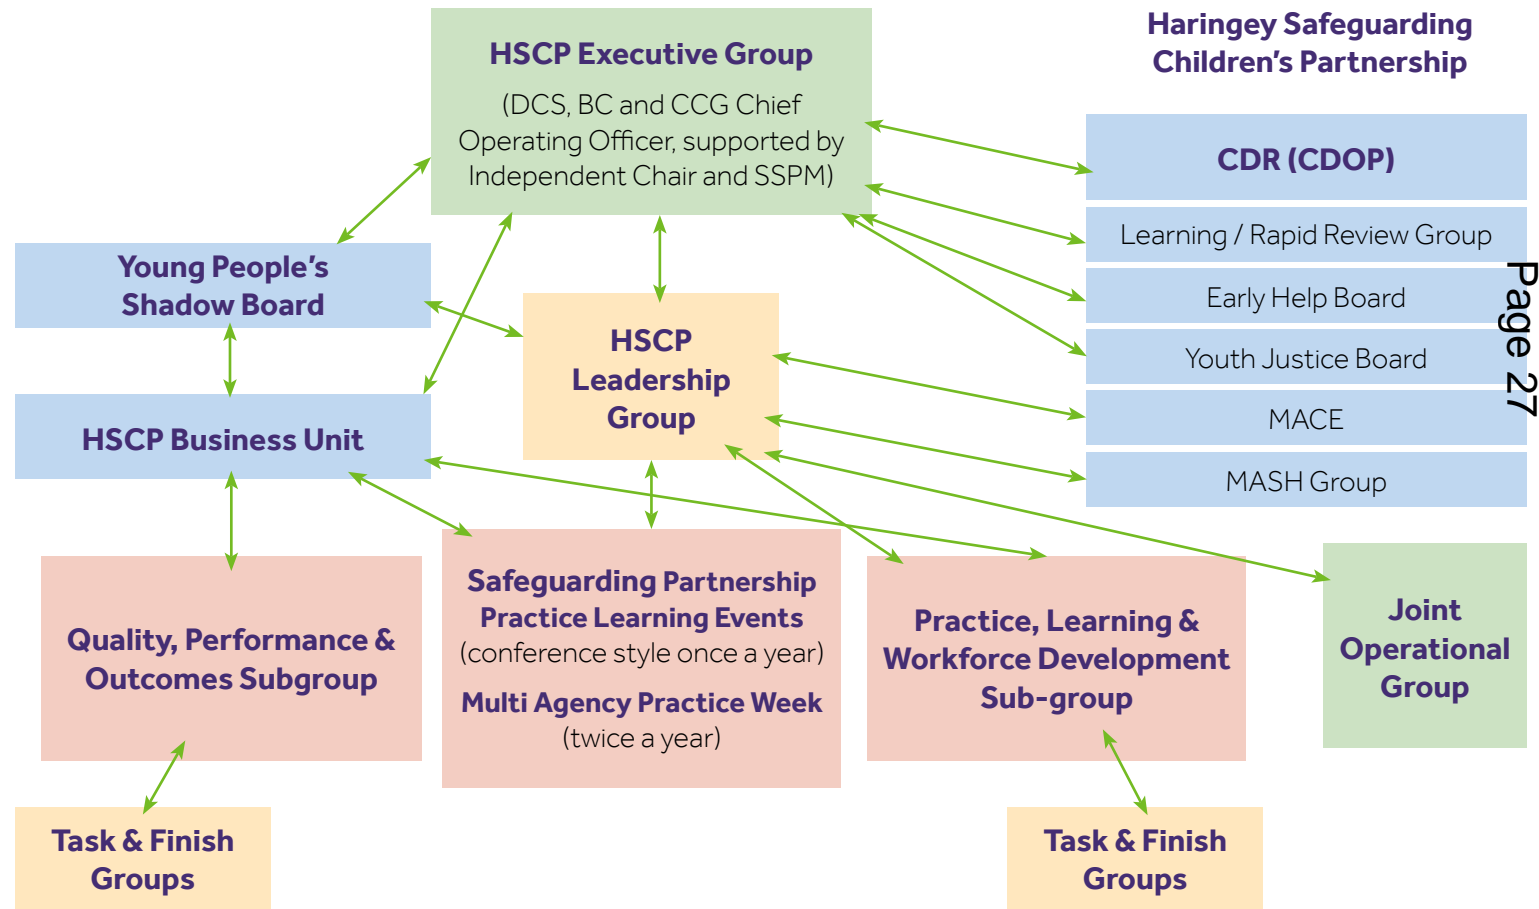 HSCP Executive Group
(DCS, BC and CCG Chief
Operating Officer, supported by
Independent Chair and SSPM)
Haringey Safeguarding
Children’s Partnership
CDR (CDOP)
Learning / Rapid Review Group
Early Help Board
Youth Justice Board
MACE
MASH Group
Page 27
Young People’s
Shadow Board
HSCP
Leadership
Group
HSCP Business Unit
Quality, Performance &
Outcomes Subgroup
Safeguarding Partnership
Practice Learning Events
(conference style once a year)
Multi Agency Practice Week
(twice a year)
Practice, Learning &
Workforce Development
Sub-group
Joint
Operational
Group
Task & Finish
Groups
Task & Finish
Groups